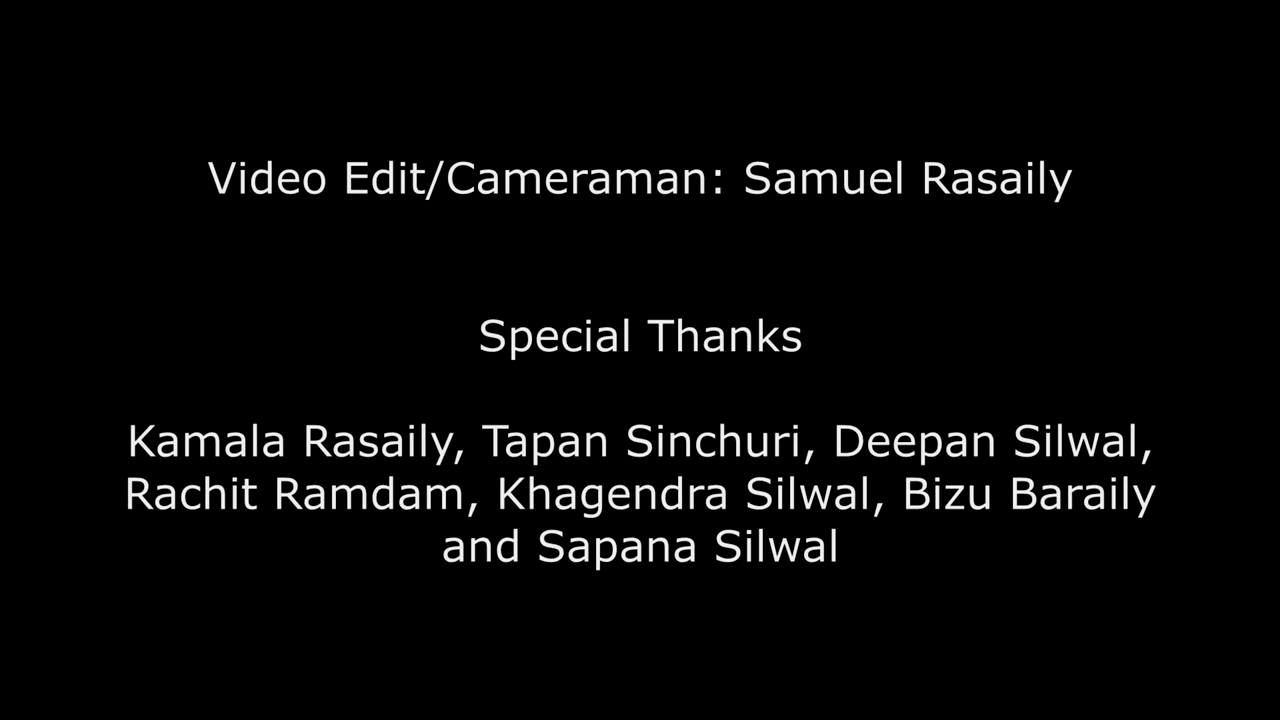 Video Edit/Cameraman: Samuel Rasaily
Special Thanks
Kamala Rasaily, Tapan Sinchuri, Deepan Silwal,
Rachit Ramdam, Khagendra Silwal, Bizu Baraily
and Sapana Silwal